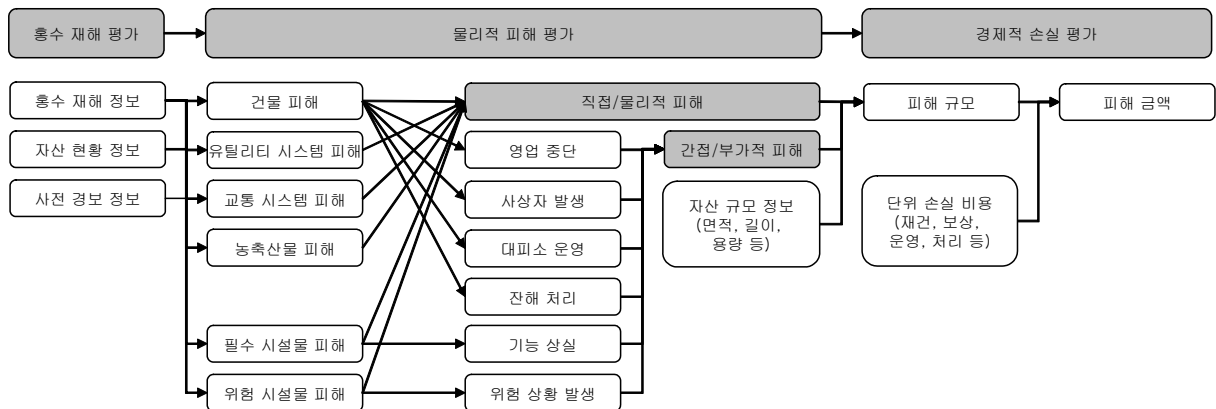 홍수 재해 평가
물리적 피해 평가
경제적 손실 평가
홍수 재해 정보
건물 피해
직접/물리적 피해
피해 규모
피해 금액
자산 현황 정보
유틸리티 시스템 피해
영업 중단
간접/부가적 피해
사전 경보 정보
교통 시스템 피해
사상자 발생
자산 규모 정보
(면적, 길이,
용량 등)
단위 손실 비용
(재건, 보상,
운영, 처리 등)
농축산물 피해
대피소 운영
잔해 처리
필수 시설물 피해
기능 상실
위험 시설물 피해
위험 상황 발생